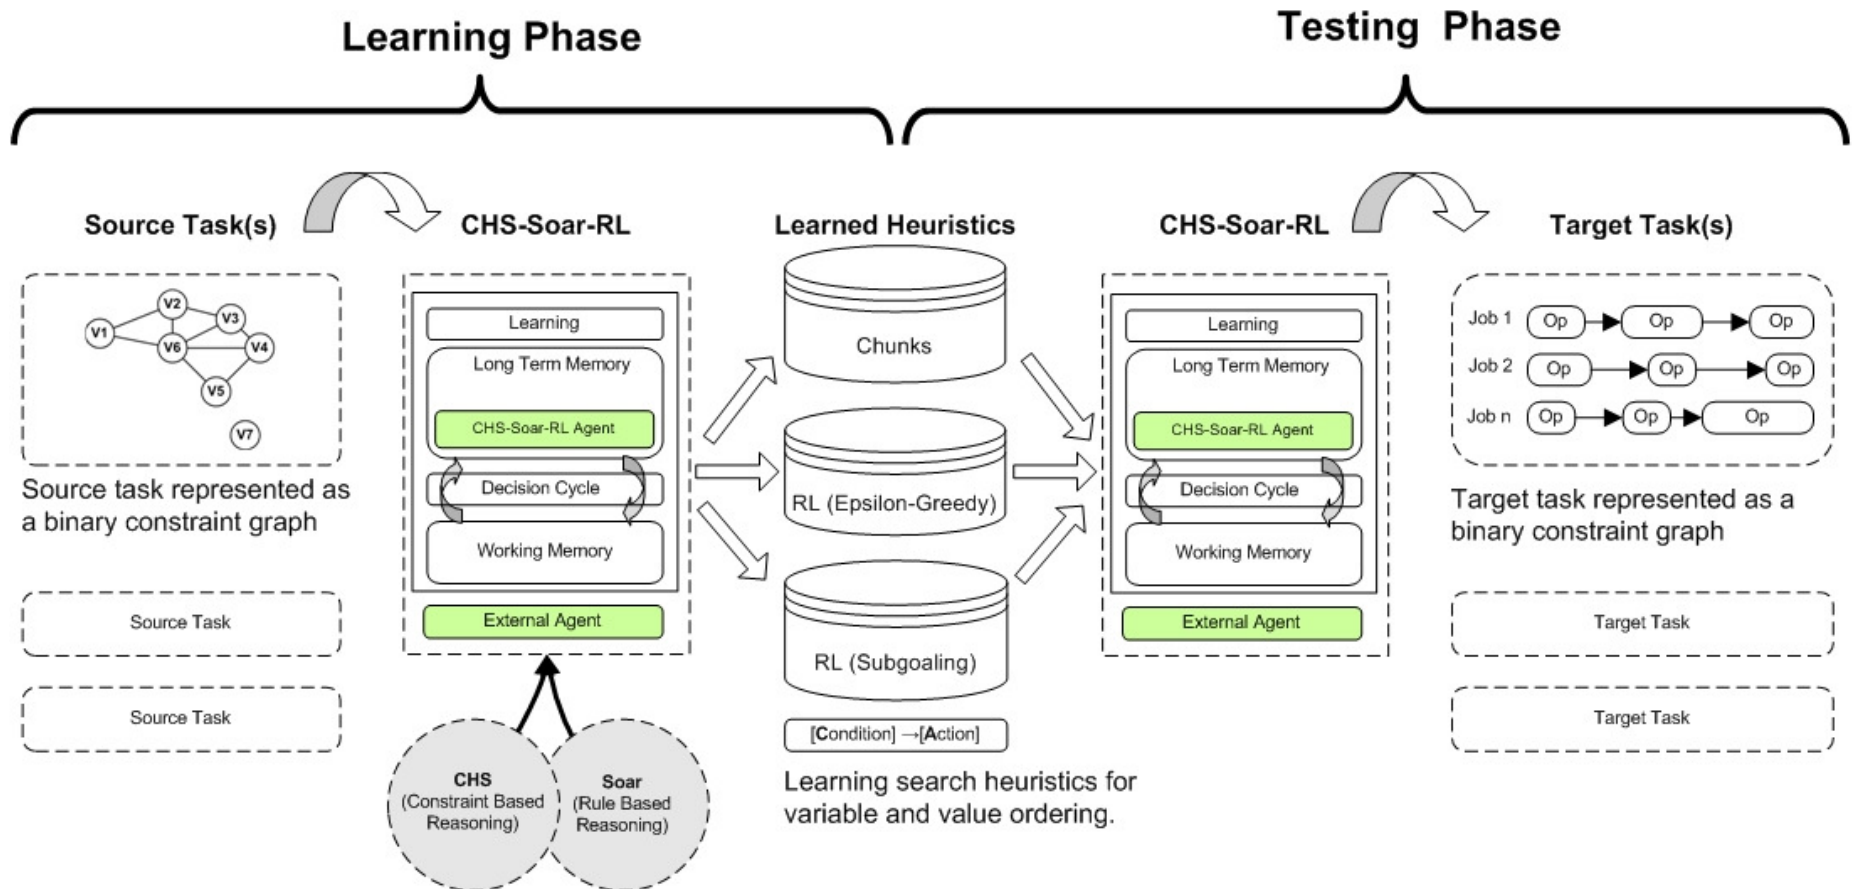 Learning Phase
Testing Phase
Source Task(s)
CHS-Soar-RL
Learned Heuristics
CHS-Soar-RL
Target Task(s)
V1
V2
V3
V6
V4
V5
V7
Source task represented as
a binary constraint graph
Source Task
Source Task
Learning
Long Term Memory
CHS-Soar-RL Agent
Decision Cycle
Working Memory
External Agent
CHS
(Constraint Based
Reasoning)
Soar
(Rule Based
Reasoning)
Chunks
RL (Epsilon-Greedy)
RL (Subgoaling)
[Condition] →[Action]
Learning search heuristics for
variable and value ordering.
Learning
Long Term Memory
CHS-Soar-RL Agent
Decision Cycle
Working Memory
External Agent
Job 1 Op Op Op
Job 2 Op Op Op
Job n Op Op Op
Target task represented as a
binary constraint graph
Target Task
Target Task